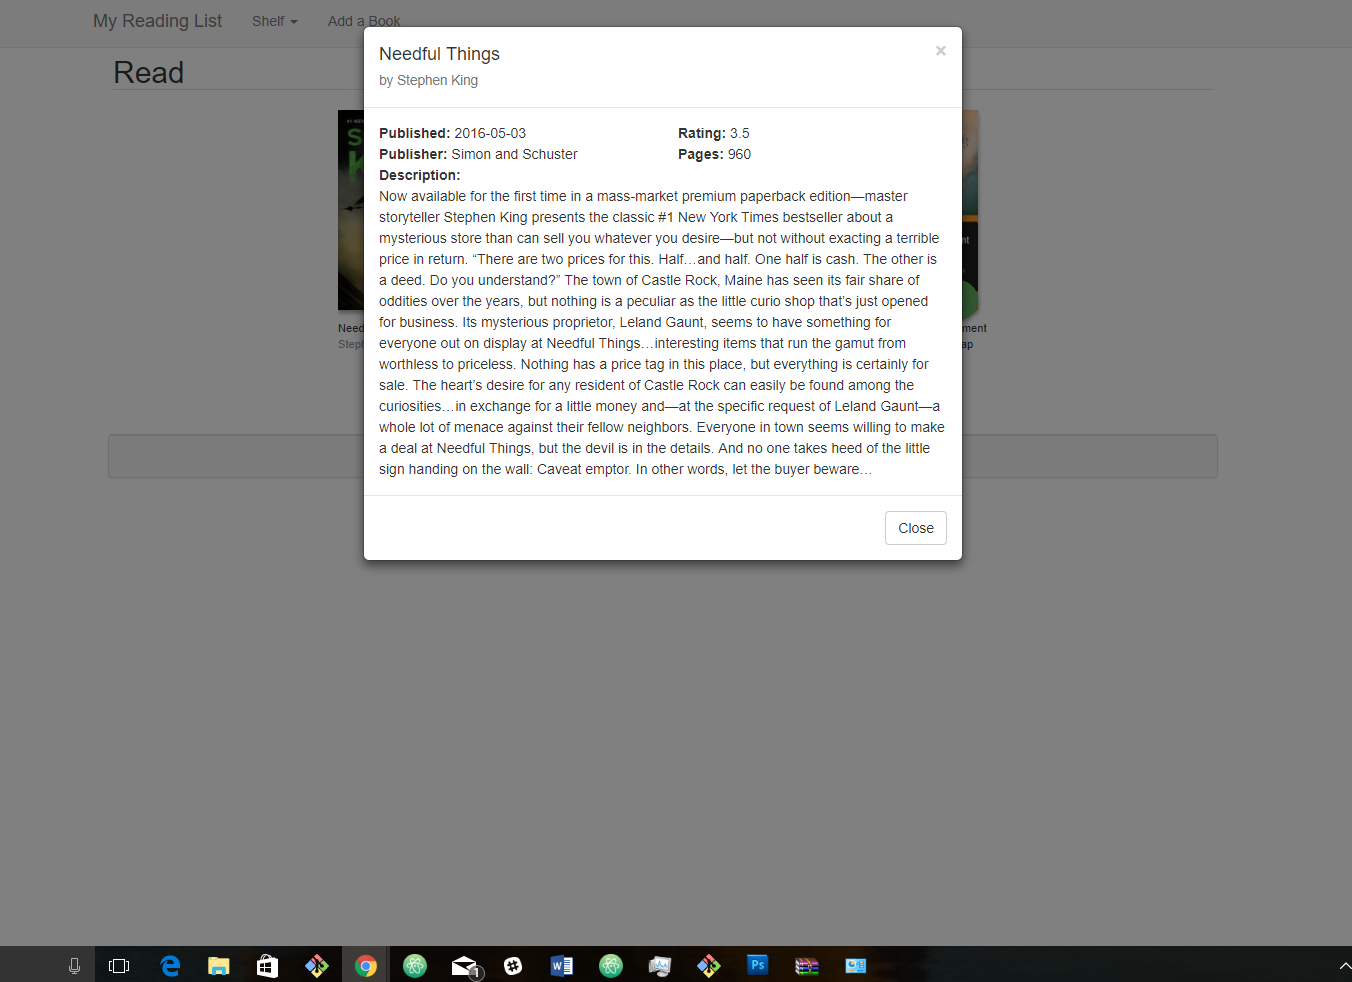 My Reading List Shelf Add a Book
Needful Things ×
by Stephen King
Read
Published: 2016-05-03 Rating: 3.5
Publisher: Simon and Schuster Pages: 960
Description:
Now available for the first time in a mass-market premium paperback edition—master
storyteller Stephen King presents the classic #1 New York Times bestseller about a
mysterious store than can sell you whatever you desire—but not without exacting a terrible
price in return. “There are two prices for this. Half…and half. One half is cash. The other is
a deed. Do you understand?” The town of Castle Rock, Maine has seen its fair share of
oddities over the years, but nothing is a peculiar as the little curio shop that’s just opened
for business. Its mysterious proprietor, Leland Gaunt, seems to have something for
everyone out on display at Needful Things…interesting items that run the gamut from
worthless to priceless. Nothing has a price tag in this place, but everything is certainly for
sale. The heart’s desire for any resident of Castle Rock can easily be found among the
curiosities…in exchange for a little money and—at the specific request of Leland Gaunt—a
whole lot of menace against their fellow neighbors. Everyone in town seems willing to make
a deal at Needful Things, but the devil is in the details. And no one takes heed of the little
sign handing on the wall: Caveat emptor. In other words, let the buyer beware…
Need
Steph
ment
ap
Close
1
Ps